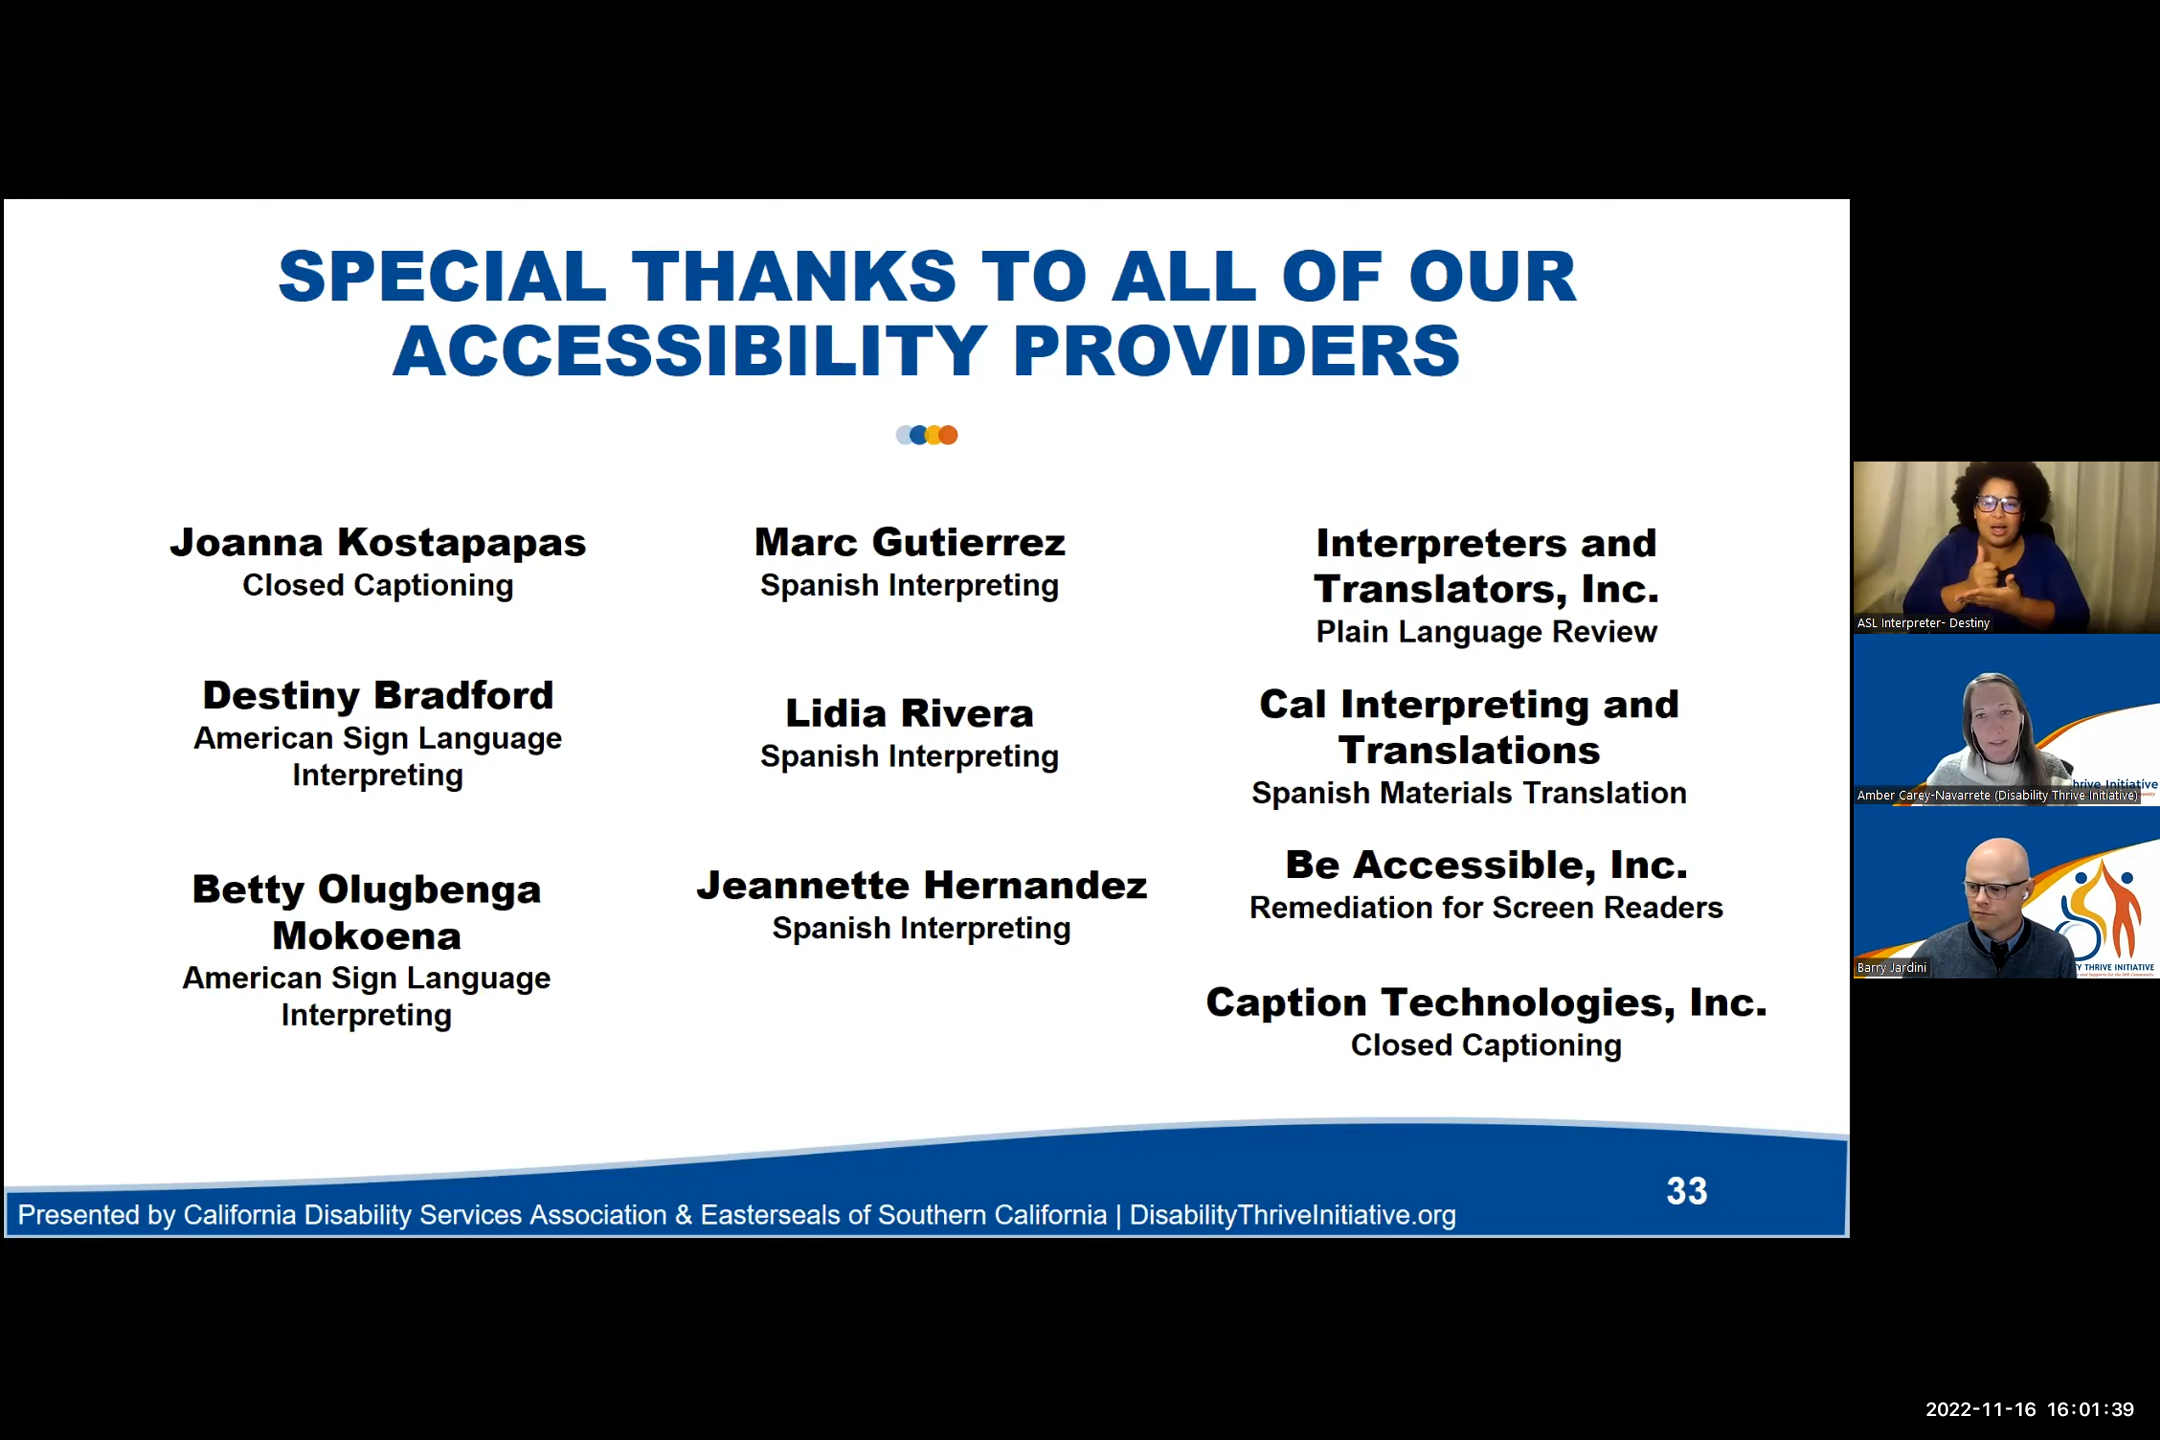 SPECIAL THANKS TO ALL OF OUR
ACCESSIBILITY PROVIDERS
Joanna Kostapapas
Closed Captioning
Destiny Bradford
American Sign Language
Interpreting
Betty Olugbenga
Mokoena
American Sign Language
Interpreting
Marc Gutierrez
Spanish Interpreting
Lidia Rivera
Spanish Interpreting
Jeannette Hernandez
Spanish Interpreting
Interpreters and
Translators, Inc.
Plain Language Review
Cal Interpreting and
Translations
Spanish Materials Translation
Be Accessible, Inc.
Remediation for Screen Readers
Caption Technologies, Inc.
Closed Captioning
33
Presented by California Disability Services Association & Easterseals of Southern California | DisabilityThriveInitiative.org
ASL Interpreter- Destiny
hrive Initiative
Amber Carey-Navarrete (Disability Thrive Initiative)
Y THRIVE INITIATIVE
Barry Jardini
2022-11-16 16:01:39